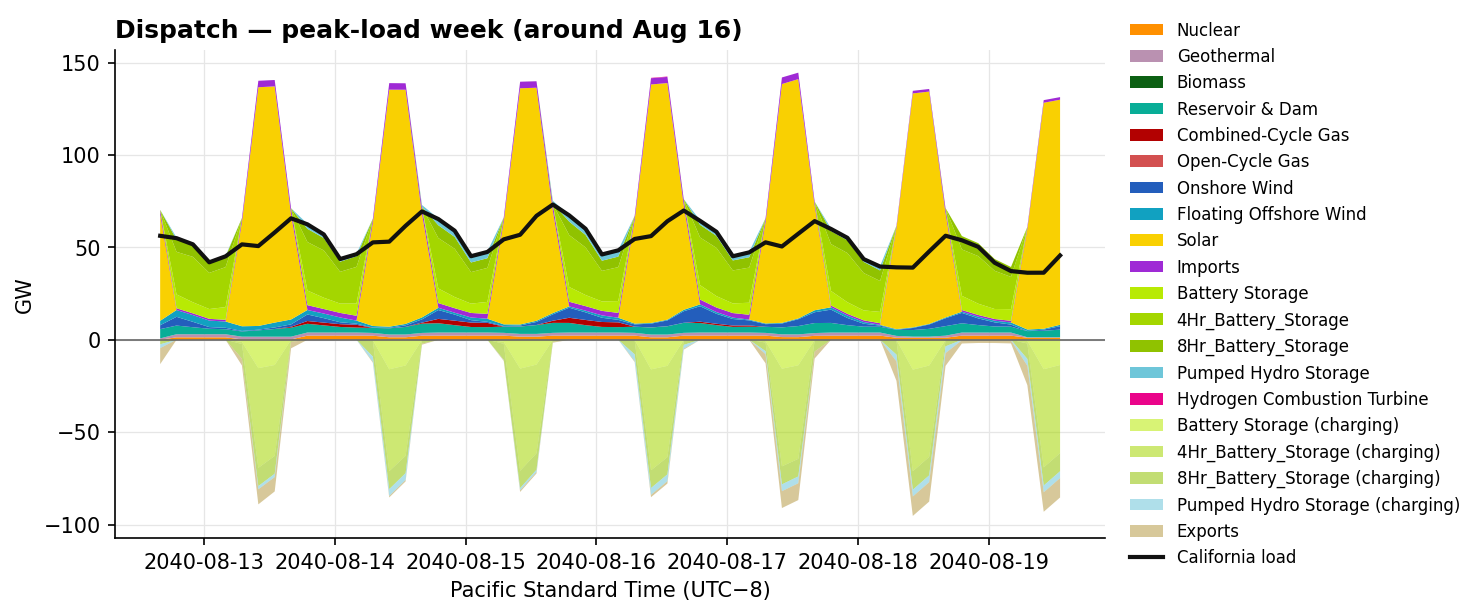 Dispatch — peak-load week (around Aug 16)
GW
150
100
50
0
−50
−100
2040-08-13 2040-08-14 2040-08-15 2040-08-16 2040-08-17 2040-08-18 2040-08-19
Pacific Standard Time (UTC−8)
Nuclear
Geothermal
Biomass
Reservoir & Dam
Combined-Cycle Gas
Open-Cycle Gas
Onshore Wind
Floating Offshore Wind
Solar
Imports
Battery Storage
4Hr_Battery_Storage
8Hr_Battery_Storage
Pumped Hydro Storage
Hydrogen Combustion Turbine
Battery Storage (charging)
4Hr_Battery_Storage (charging)
8Hr_Battery_Storage (charging)
Pumped Hydro Storage (charging)
Exports
California load